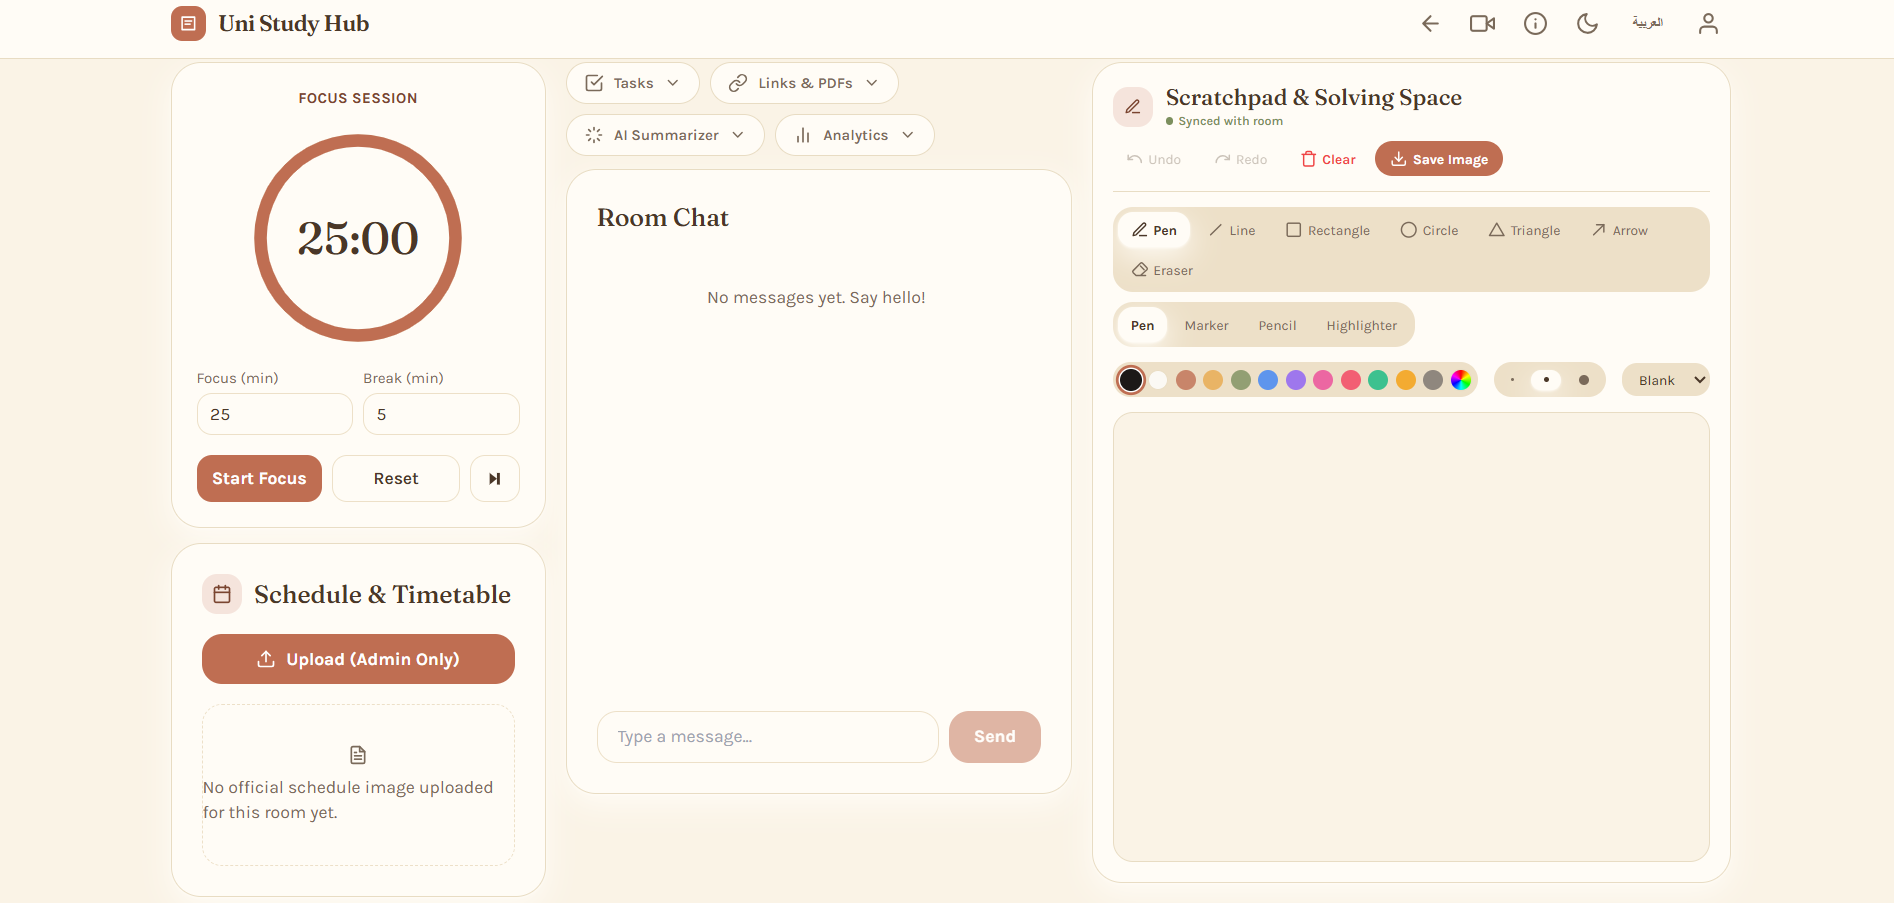 Uni Study Hub
العربية
FOCUS SESSION
25:00
Focus (min)
Break (min)
25
5
Start Focus
Reset
Schedule & Timetable
Upload (Admin Only)
No official schedule image uploaded
for this room yet.
Tasks
Links & PDFs
AI Summarizer
Analytics
Room Chat
No messages yet. Say hello!
Type a message...
Send
Scratchpad & Solving Space
Synced with room
Undo
Redo
Clear
Save Image
Pen
Line
Rectangle
Circle
Triangle
Arrow
Eraser
Pen
Marker
Pencil
Highlighter
Blank